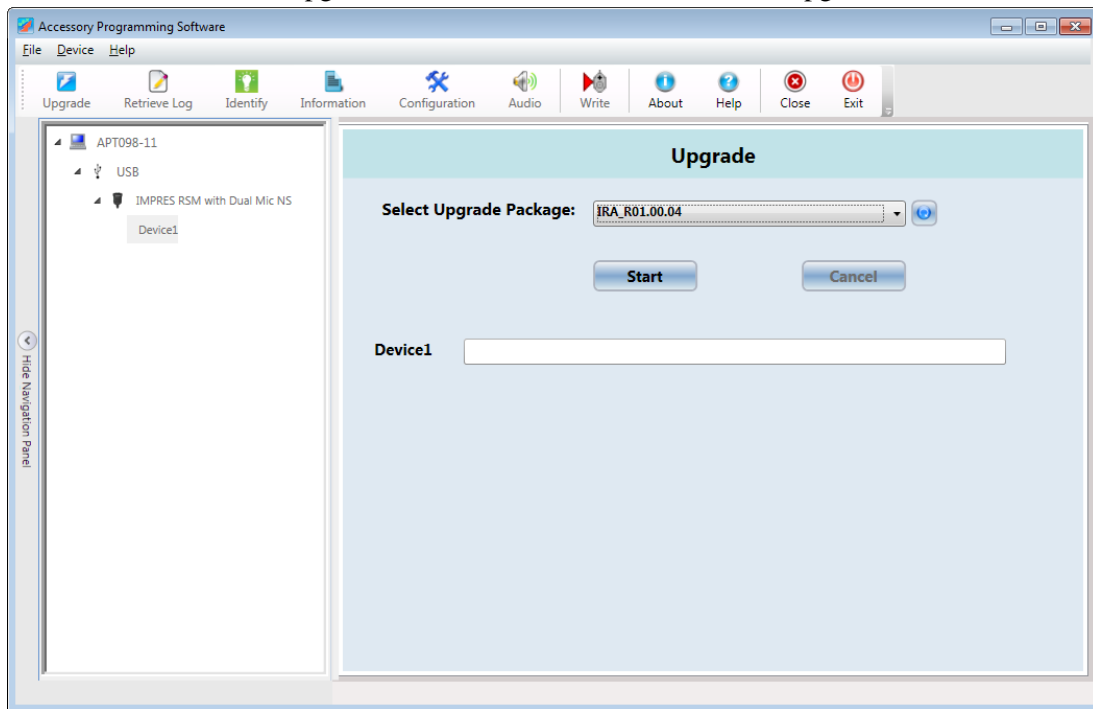 Accessory Programming Software
File Device Help
Upgrade Retrieve Log Identify Information Configuration Audio Write About Help Close Exit
APT098-11
USB
IMPRES RSM with Dual Mic NS
Device1
Hide Navigation Panel
Upgrade
Select Upgrade Package: IRA_R01.00.04
Start Cancel
Device1